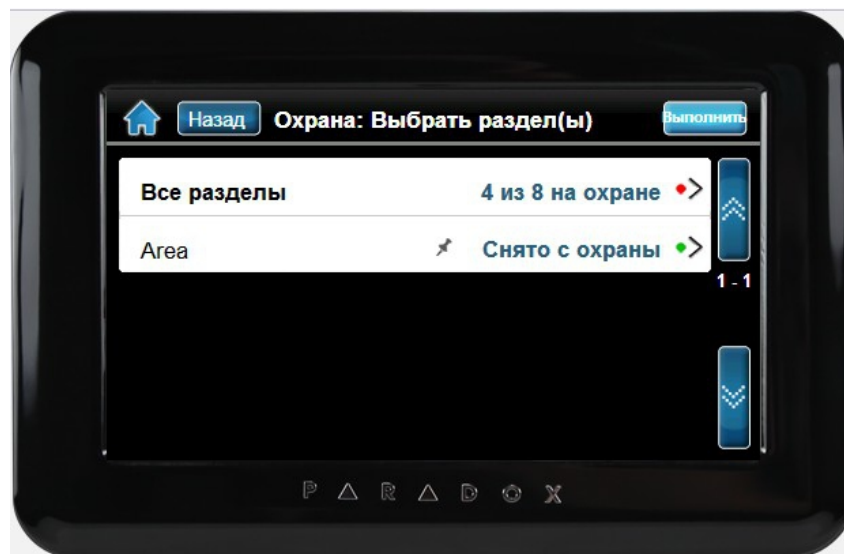 Назад Охрана: Выбрать раздел(ы) Выполнить
Все разделы 4 из 8 на охране
Area Снято с охраны
1 - 1
PARADOX